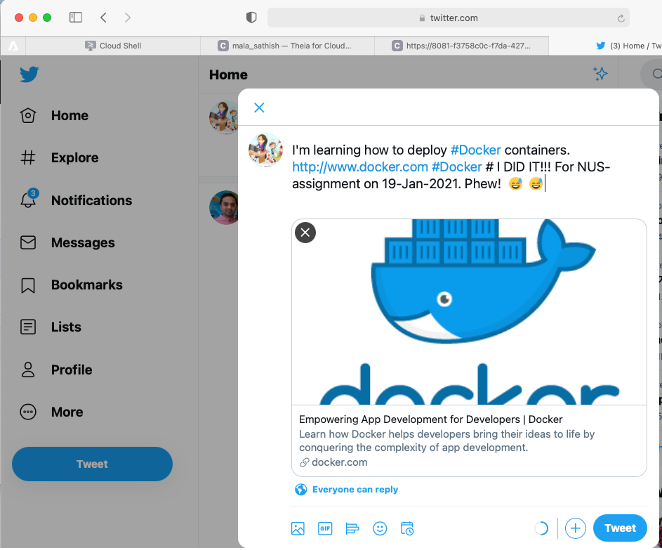 twitter.com
Cloud Shell
mala_sathish — Theia for Cloud...
https://8081-f3758c0c-f7da-427...
(3) Home / Tw
Home
Home
Explore
3
Notifications
Messages
Bookmarks
Lists
Profile
More
Tweet
I'm learning how to deploy #Docker containers.
http://www.docker.com #Docker # I DID IT!!! For NUS-
assignment on 19-Jan-2021. Phew! 😅 😅
docker
Empowering App Development for Developers | Docker
Learn how Docker helps developers bring their ideas to life by
conquering the complexity of app development.
docker.com
Everyone can reply
GIF
Tweet